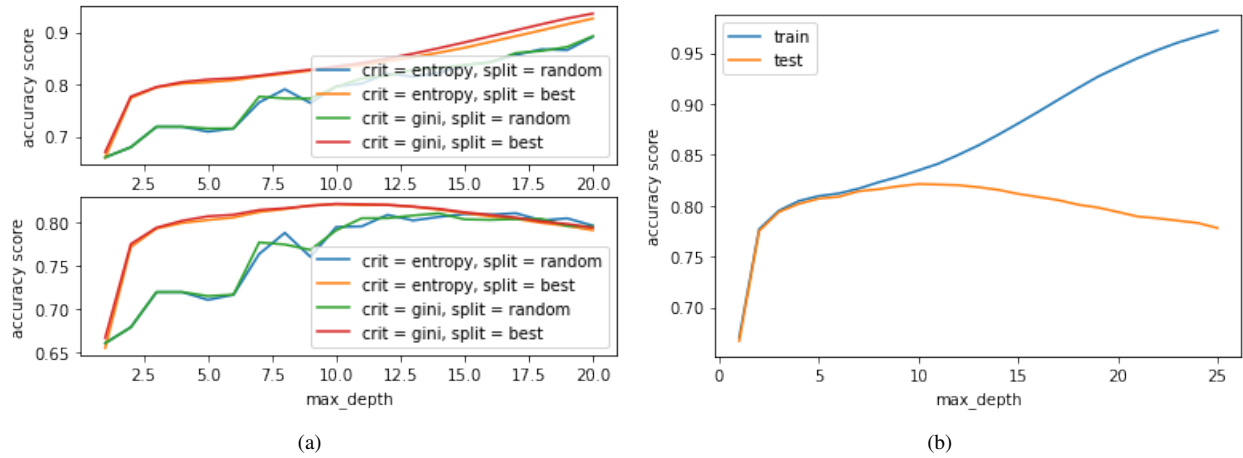 accuracy score
0.9
0.8
0.7
crit = entropy, split = random
crit = entropy, split = best
crit = gini, split = random
crit = gini, split = best
2.5 5.0 7.5 10.0 12.5 15.0 17.5 20.0
accuracy score
0.80
0.75
0.70
0.65
crit = entropy, split = random
crit = entropy, split = best
crit = gini, split = random
crit = gini, split = best
2.5 5.0 7.5 10.0 12.5 15.0 17.5 20.0
max_depth
(a)
accuracy score
0.95
0.90
0.85
0.80
0.75
0.70
train
test
0 5 10 15 20 25
max_depth
(b)